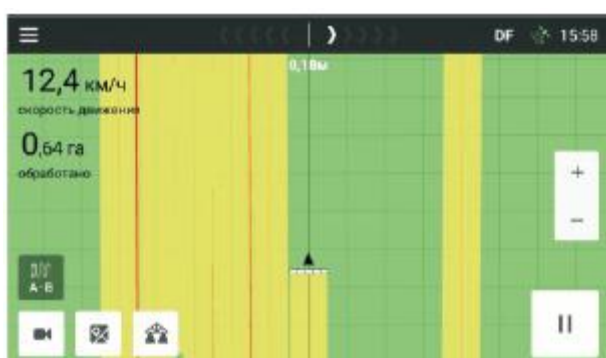 DF 15:58
0,18м
12,4 км/ч
скорость движения
0,64 га
обработано
A-B
+
−